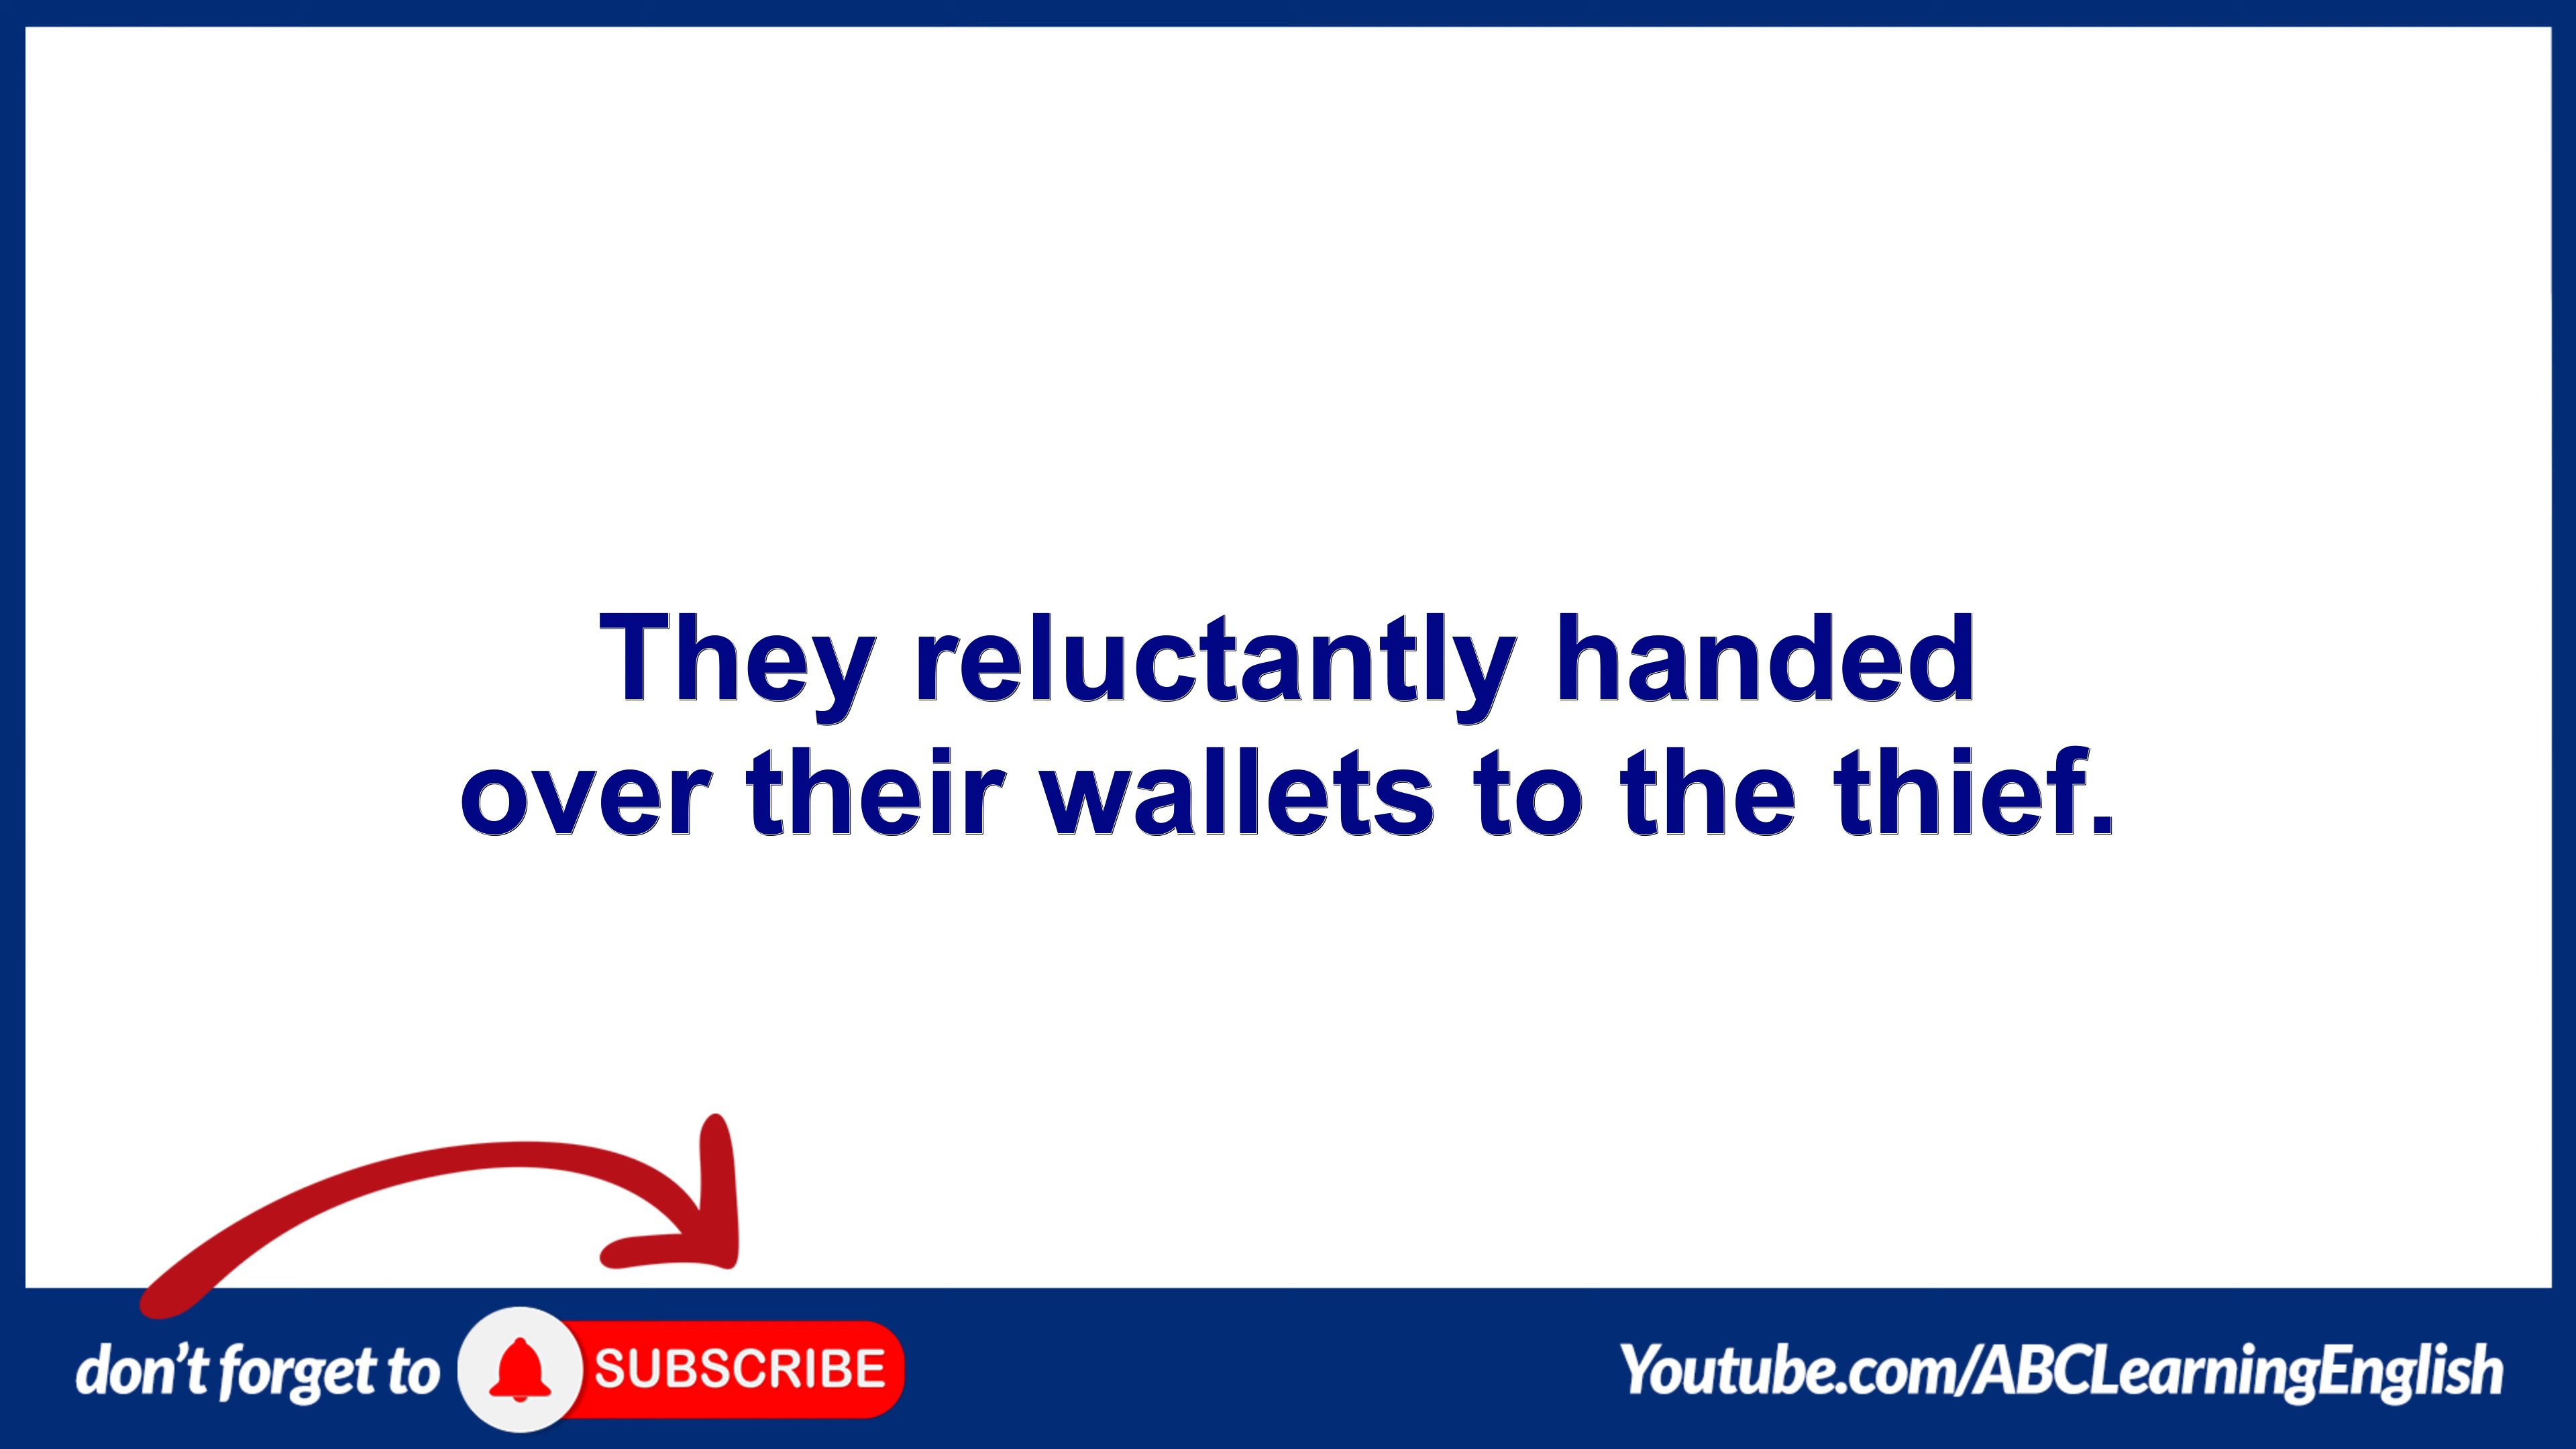 They reluctantly handed
over their wallets to the thief.
don't forget to SUBSCRIBE
Youtube.com/ABCLearningEnglish